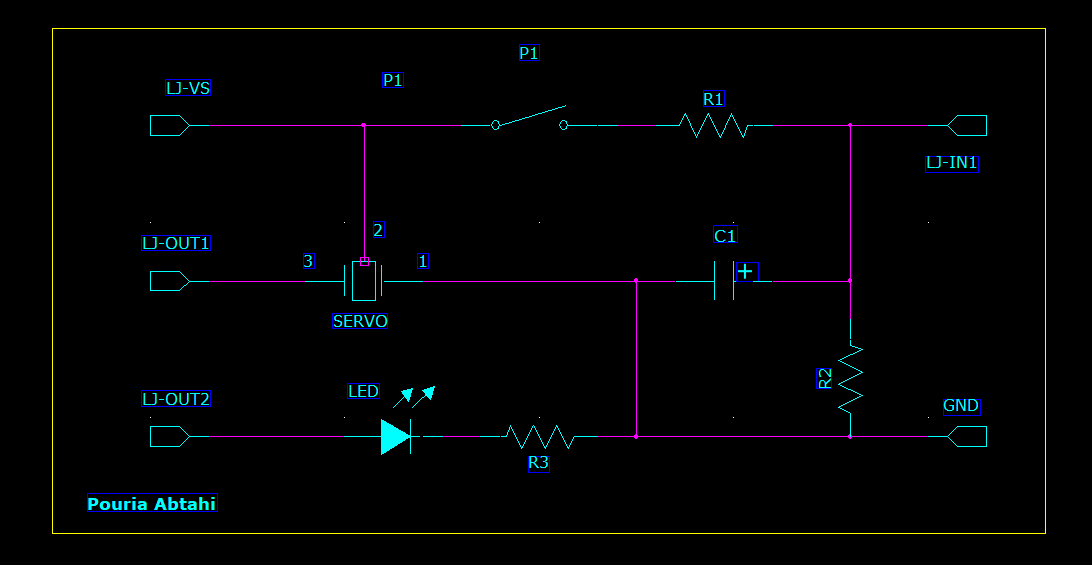 P1
P1
LJ-VS
R1
LJ-IN1
2
C1
LJ-OUT1
3
1
+
SERVO
R2
LED
LJ-OUT2
GND
R3
Pouria Abtahi